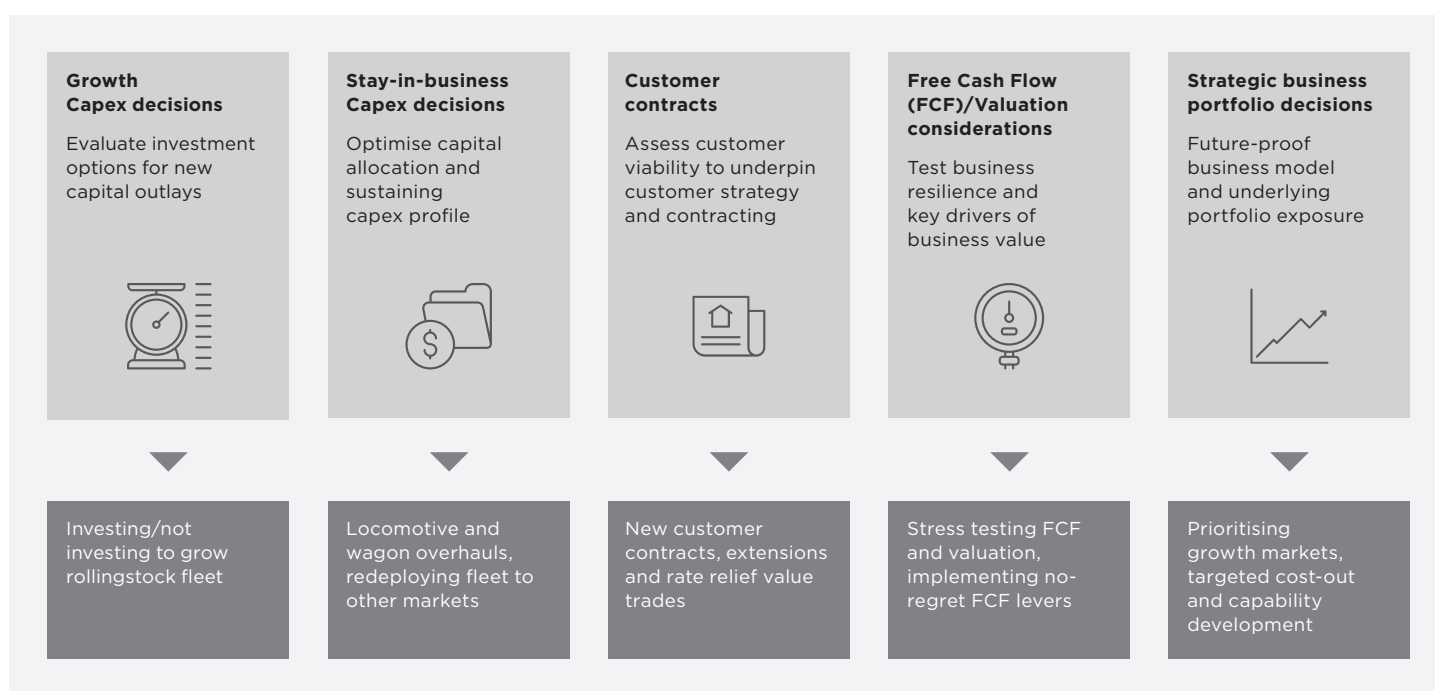 Growth
Capex decisions
Evaluate investment
options for new
capital outlays
Investing/not
investing to grow
rollingstock fleet
Stay-in-business
Capex decisions
Optimise capital
allocation and
sustaining
capex profile
$
Locomotive and
wagon overhauls,
redeploying fleet to
other markets
Customer
contracts
Assess customer
viability to underpin
customer strategy
and contracting
New customer
contracts, extensions
and rate relief value
trades
Free Cash Flow
(FCF)/Valuation
considerations
Test business
resilience and
key drivers of
business value
Stress testing FCF
and valuation,
implementing no-
regret FCF levers
Strategic business
portfolio decisions
Future-proof
business model
and underlying
portfolio exposure
Prioritising
growth markets,
targeted cost-out
and capability
development